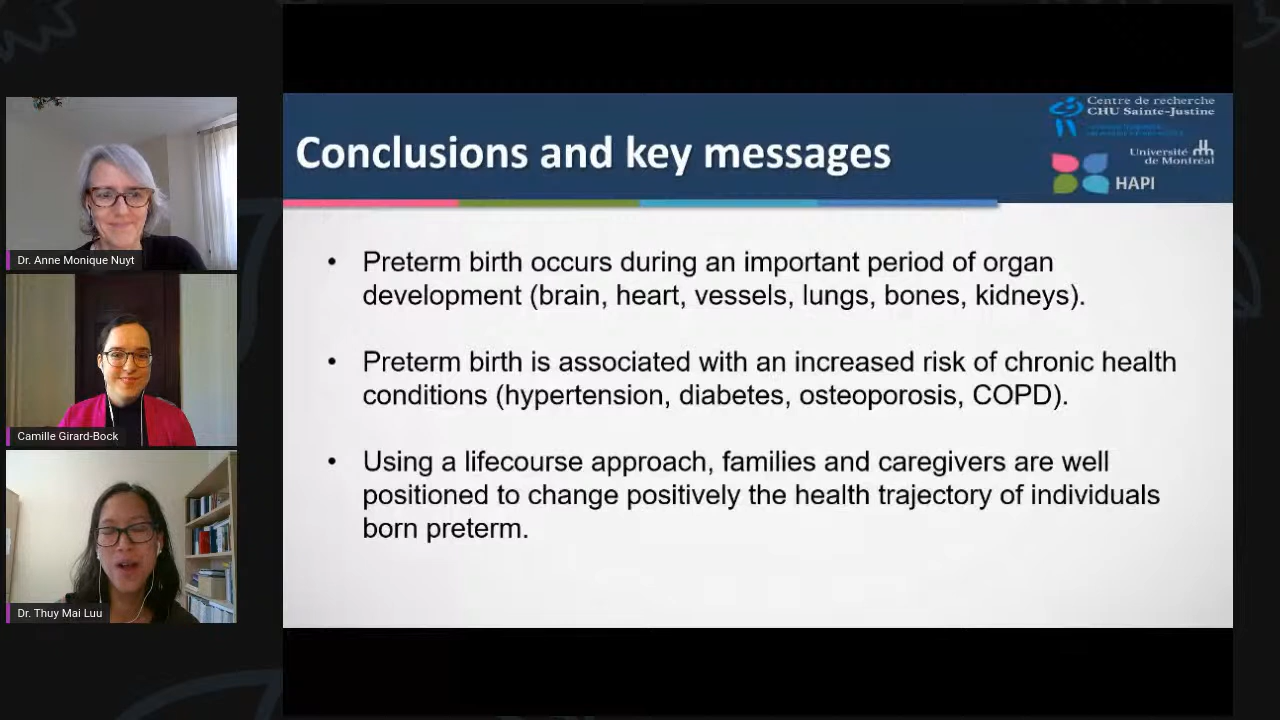 Dr. Anne Monique Nuyt
Camille Girard-Bock
Dr. Thuy Mai Luu
Conclusions and key messages
Centre de recherche
CHU Sainte-Justine
Université
de Montréal
HAPI
• Preterm birth occurs during an important period of organ
development (brain, heart, vessels, lungs, bones, kidneys).
• Preterm birth is associated with an increased risk of chronic health
conditions (hypertension, diabetes, osteoporosis, COPD).
• Using a lifecourse approach, families and caregivers are well
positioned to change positively the health trajectory of individuals
born preterm.